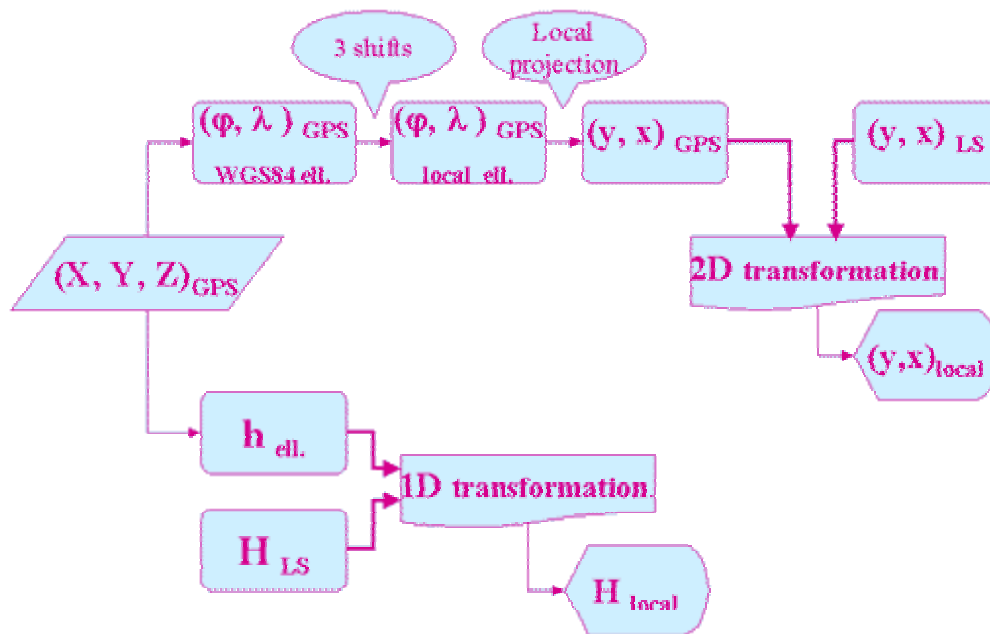 3 shifts
Local
projection
(φ, λ ) GPS
WGS84 ell.
(φ, λ ) GPS
local ell.
(y, x) GPS
(y, x) LS
(X, Y, Z)GPS
2D transformation.
(y,x)local
h ell.
1D transformation.
H LS
H local